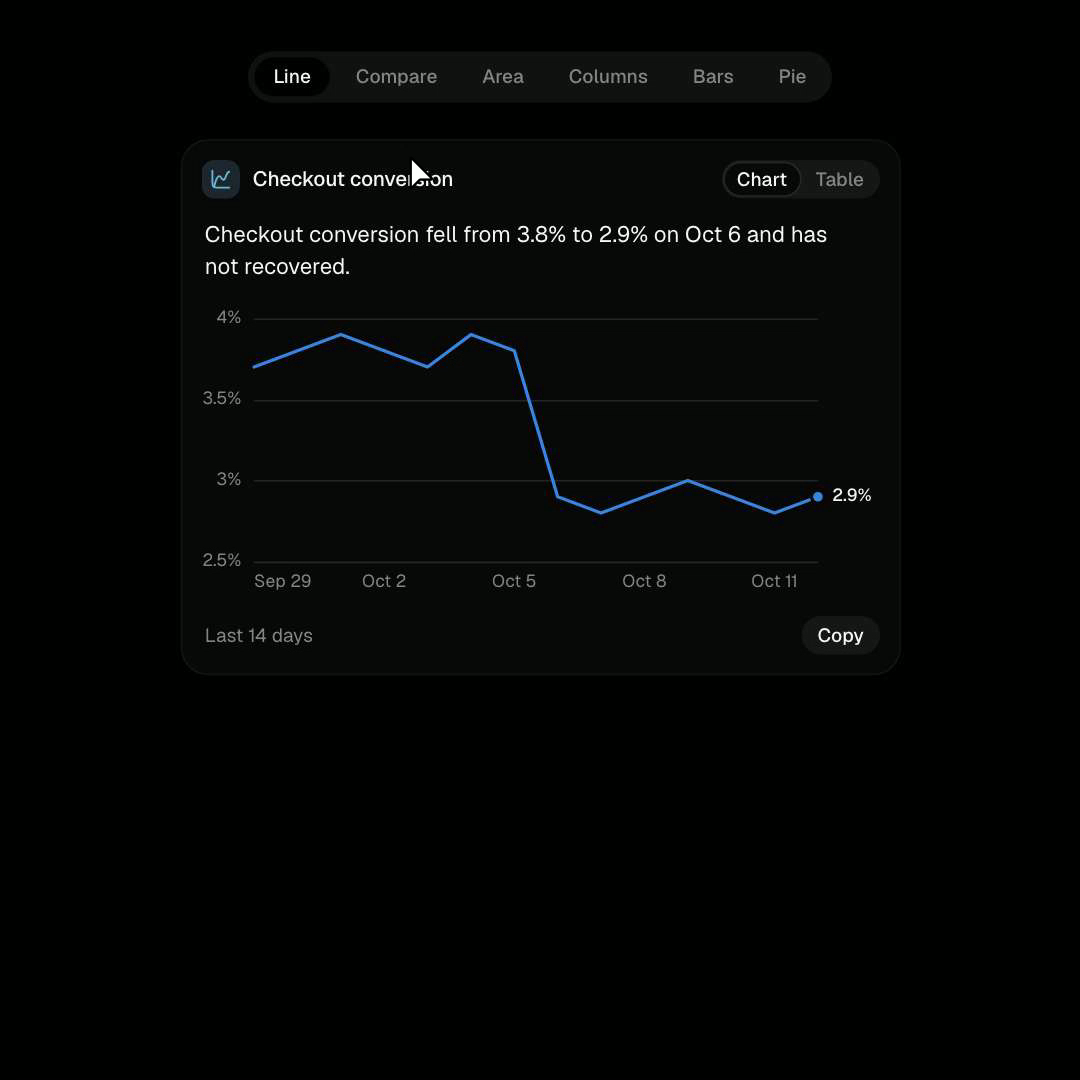 Line Compare Area Columns Bars Pie
Checkout conversion
Chart Table
Checkout conversion fell from 3.8% to 2.9% on Oct 6 and has
not recovered.
4%
3.5%
3%
2.9%
2.5%
Sep 29 Oct 2 Oct 5 Oct 8 Oct 11
Last 14 days
Copy